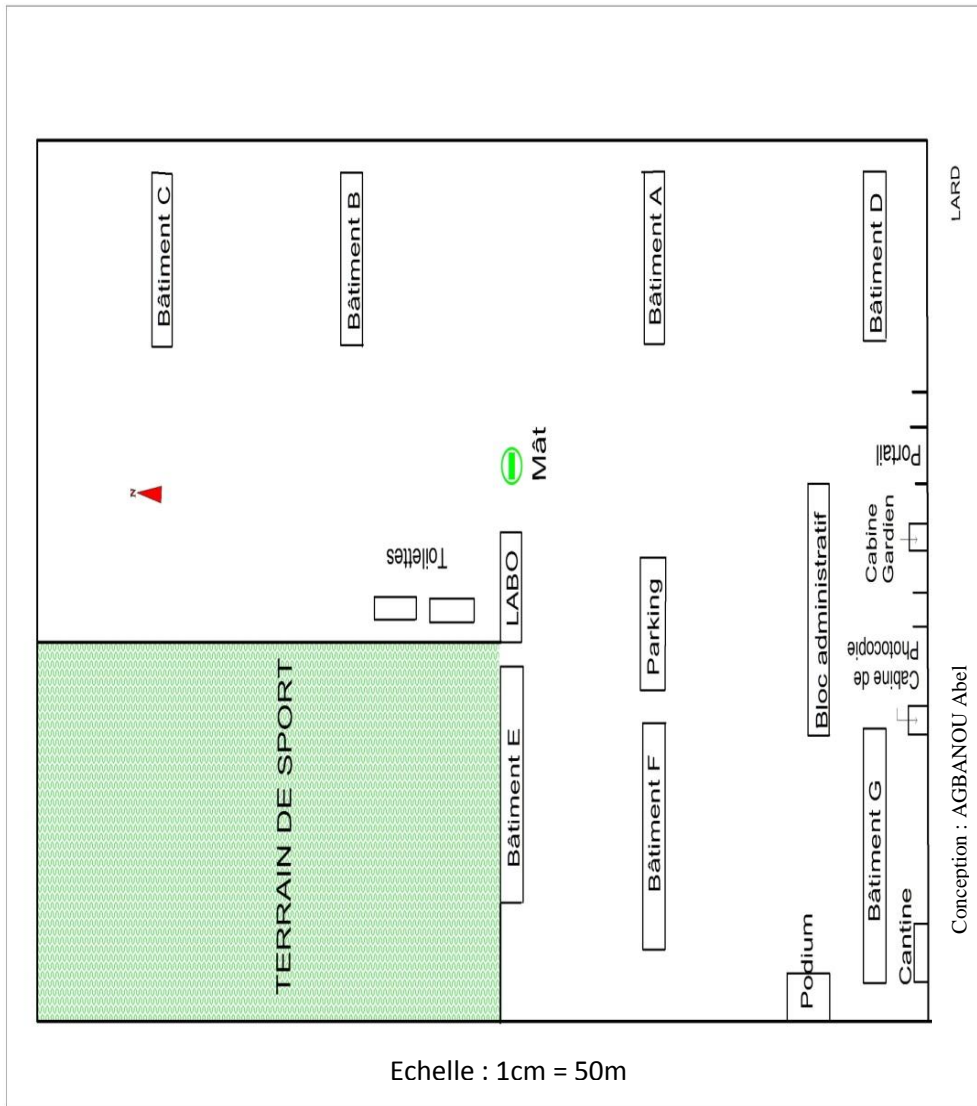 Bâtiment C
Bâtiment B
Bâtiment A
Bâtiment D
LARD
Portail
Mât
N
Toilettes
LABO
Parking
Bloc administratif
Cabine
Gardien
Cabine de
Photocopie
TERRAIN DE SPORT
Bâtiment E
Bâtiment F
Bâtiment G
Podium
Cantine
Conception : AGBANOU Abel
Echelle : 1cm = 50m